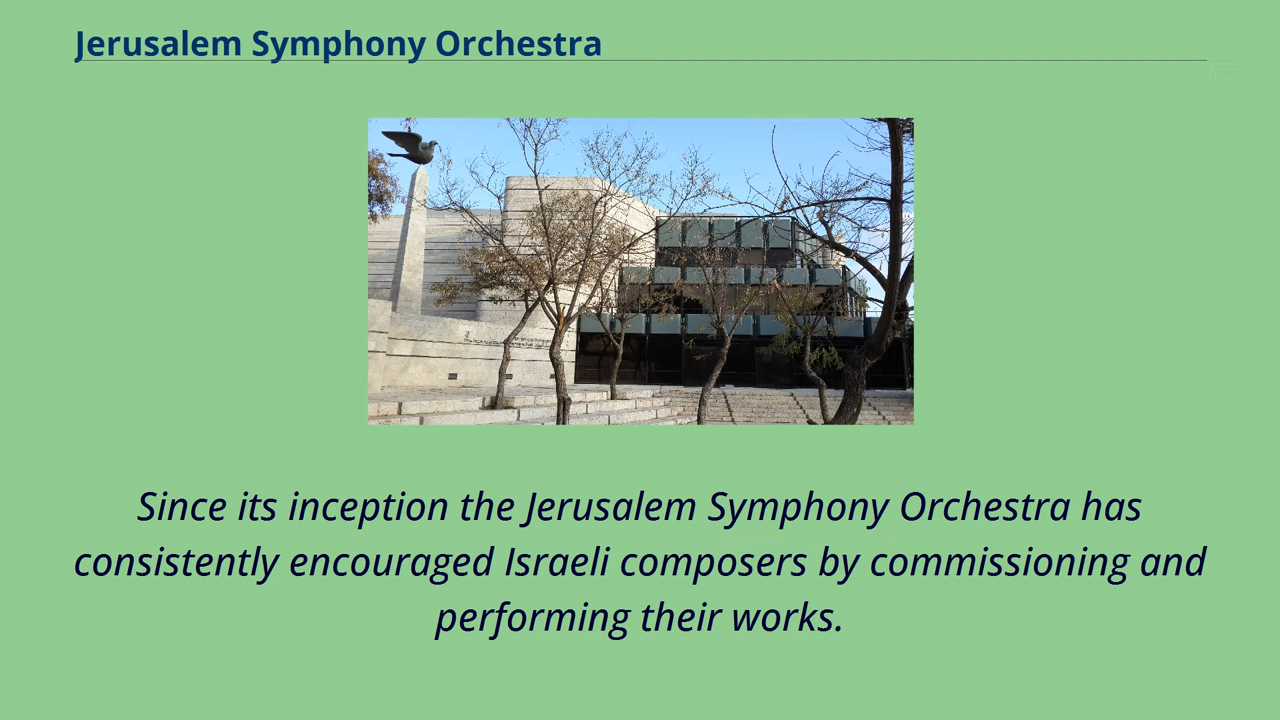 Jerusalem Symphony Orchestra
Since its inception the Jerusalem Symphony Orchestra has
consistently encouraged Israeli composers by commissioning and
performing their works.